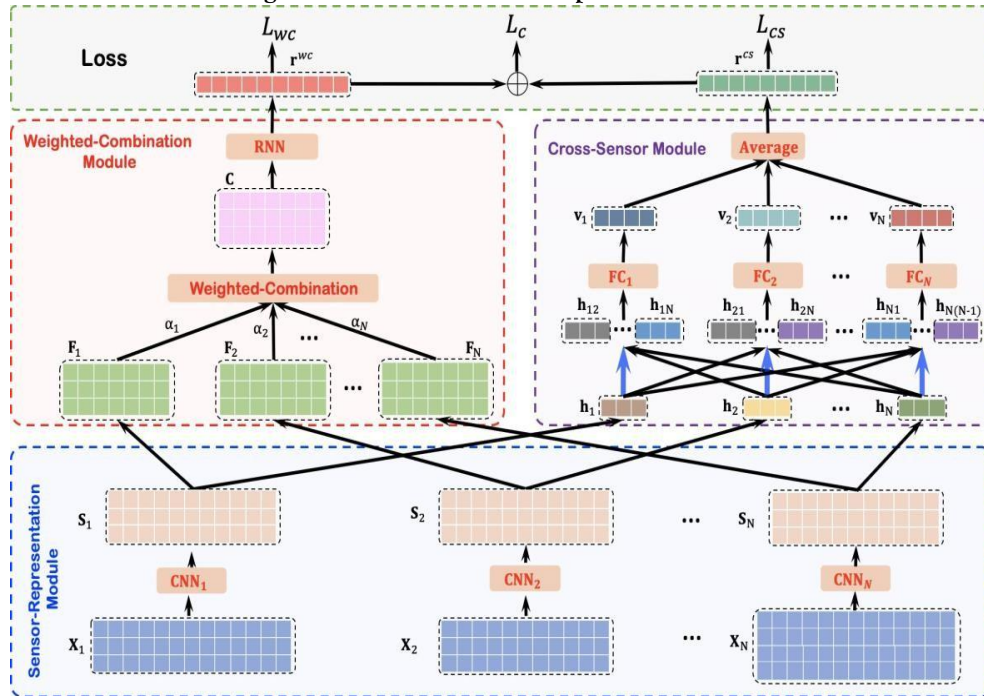 L_wc L_c L_cs
Loss
r^wc r^cs
Weighted-Combination
Module
RNN
C
Weighted-Combination
α_1 α_2 ... α_N
F_1 F_2 ... F_N
Cross-Sensor Module
Average
v_1 v_2 ... v_N
FC_1 FC_2 ... FC_N
h_12 h_1N h_21 h_2N h_N1 h_N(N-1)
... ... ...
h_1 h_2 ... h_N
Sensor-Representation
Module
S_1 S_2 ... S_N
CNN_1 CNN_2 CNN_N
X_1 X_2 ... X_N